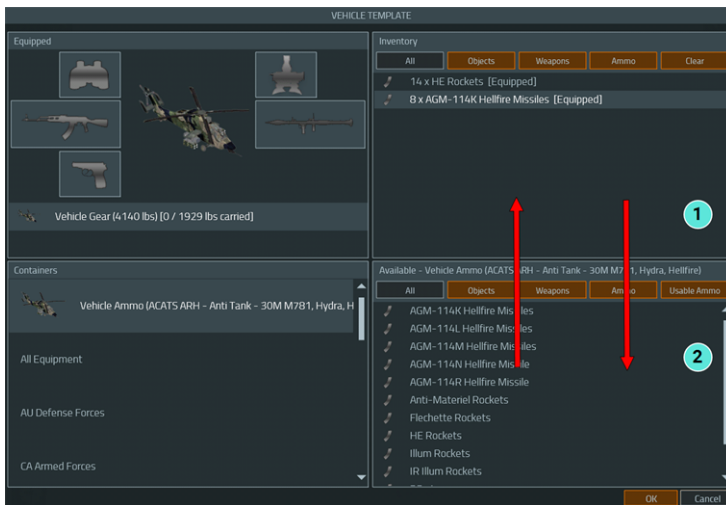 VEHICLE TEMPLATE
Equipped
Vehicle Gear (4140 lbs) [0 / 1929 lbs carried]
Inventory
All Objects Weapons Ammo Clear
14 x HE Rockets [Equipped]
8 x AGM-114K Hellfire Missiles [Equipped]
1
Containers
Vehicle Ammo (ACATS ARH - Anti Tank - 30M M781, Hydra, H
All Equipment
AU Defense Forces
CA Armed Forces
Available - Vehicle Ammo (ACATS ARH - Anti Tank - 30M M781, Hydra, Hellfire)
All Objects Weapons Ammo Usable Ammo
AGM-114K Hellfire Missiles
AGM-114L Hellfire Missiles
AGM-114M Hellfire Missiles
AGM-114N Hellfire Missile
AGM-114R Hellfire Missile
Anti-Materiel Rockets
Flechette Rockets
HE Rockets
Illum Rockets
IR Illum Rockets
2
OK Cancel